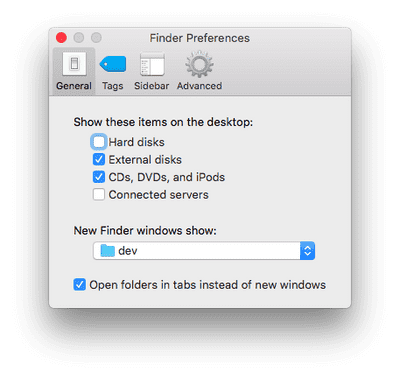 Finder Preferences
General Tags Sidebar Advanced
Show these items on the desktop:
Hard disks
External disks
CDs, DVDs, and iPods
Connected servers
New Finder windows show:
dev
Open folders in tabs instead of new windows